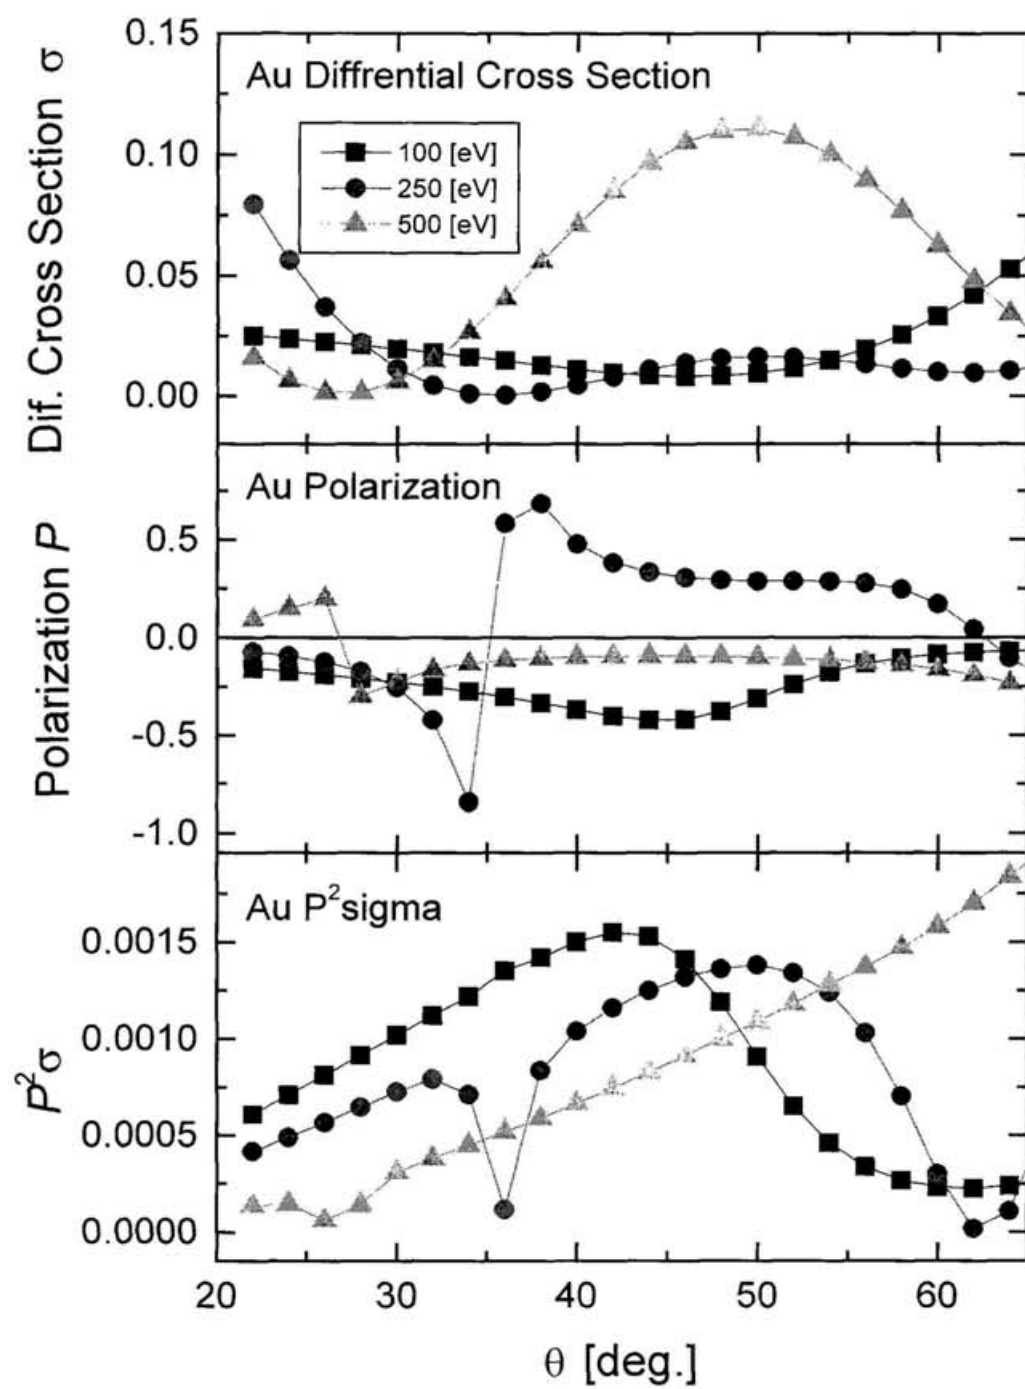 0.15
Au Diffrential Cross Section
100 [eV]
250 [eV]
500 [eV]
0.10
0.05
0.00
Dif. Cross Section σ
Au Polarization
0.5
0.0
-0.5
-1.0
Polarization P
Au P²sigma
0.0015
0.0010
0.0005
0.0000
P²σ
20 30 40 50 60
θ [deg.]